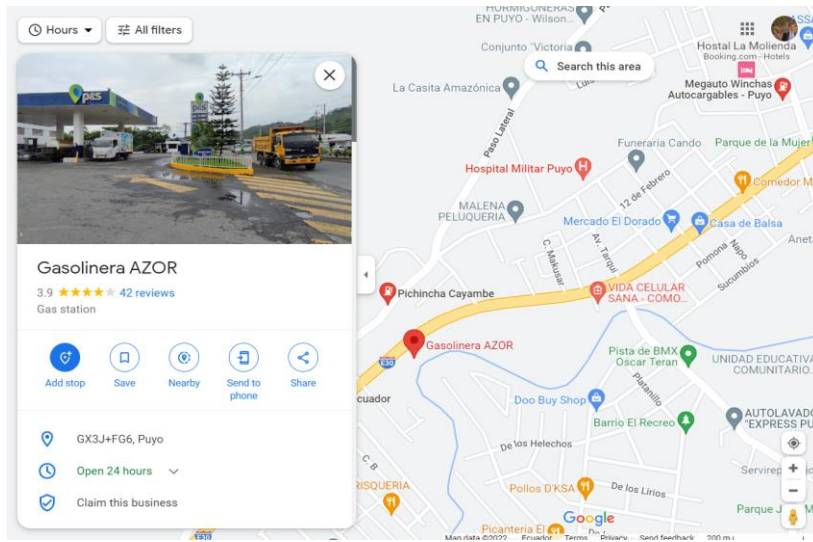 Hours
All filters
p&s
p&s
Gasolinera AZOR
3.9
42 reviews
Gas station
Add stop
Save
Nearby
Send to
phone
Share
GX3J+FG6, Puyo
Open 24 hours
Claim this business
HORMIGONERAS
EN PUYO - Wilson...
Conjunto "Victoria
Search this area
Hostal La Molienda
Booking.com - Hotels
La Casita Amazónica
Megauto Winchas
Autocargables - Puyo
Paso Lateral
Funeraria Cando
Parque de la Mujer
Hospital Militar Puyo
12 de Febrero
Comedor M
MALENA
PELUQUERIA
Mercado El Dorado
Casa de Balsa
C. Makusar
Av. Tarqui
Pomona
Napo
Sucumbios
Pichincha Cayambe
VIDA CELULAR
SANA - COMO...
Gasolinera AZOR
E30
Pista de BMX
Oscar Teran
UNIDAD EDUCATIVA
COMUNITARIO.
Platanillo
cuador
Doo Buy Shop
Barrio El Recreo
AUTOLAVADO
"EXPRESS PU
De los Helechos
C. B
RISQUERIA
Pollos D'KSA
De los Lirios
Servirep
Parque J
Google
Picanteria El
E30
Map data ©2022
Ecuador
Terms
Privacy
Send feedback
200 m